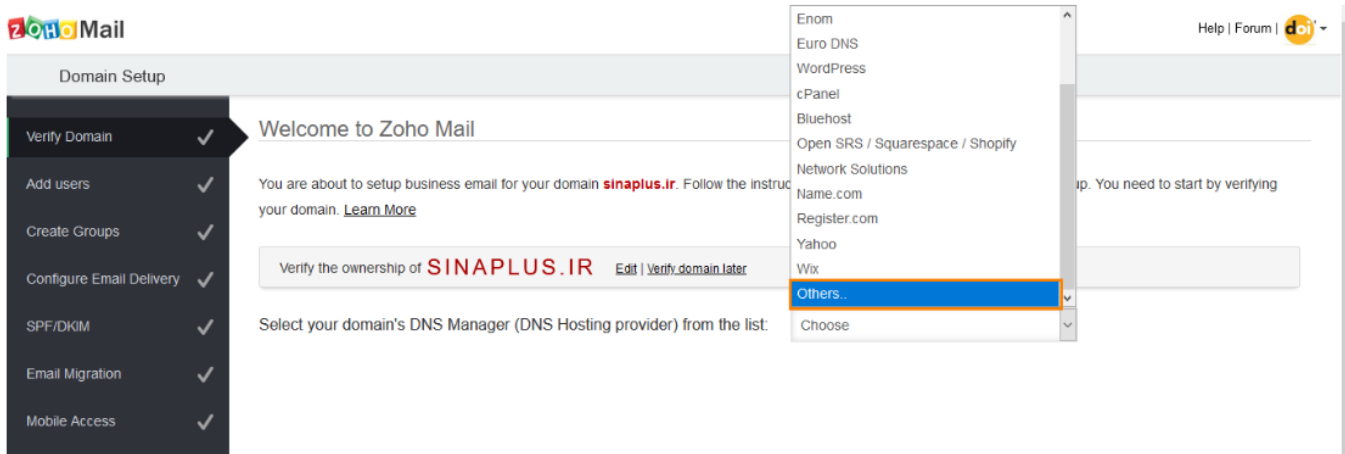 ZOHO Mail
Help | Forum | doi
Domain Setup
Verify Domain
Add users
Create Groups
Configure Email Delivery
SPF/DKIM
Email Migration
Mobile Access
Welcome to Zoho Mail
You are about to setup business email for your domain sinaplus.ir. Follow the instruc
up. You need to start by verifying
your domain. Learn More
Verify the ownership of SINAPLUS.IR Edit | Verify domain later
Select your domain's DNS Manager (DNS Hosting provider) from the list:
Enom
Euro DNS
WordPress
cPanel
Bluehost
Open SRS / Squarespace / Shopify
Network Solutions
Name.com
Register.com
Yahoo
Wix
Others..
Choose